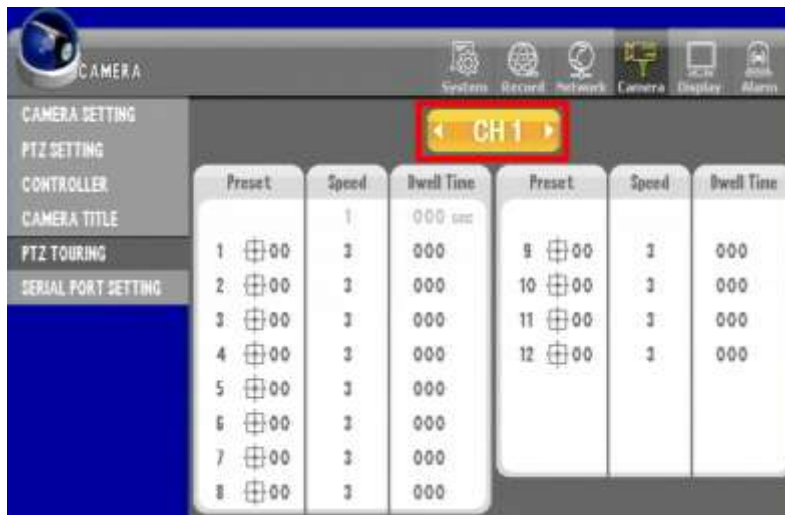 CAMERA
System Record Network Camera Display Alarm
CAMERA SETTING
PTZ SETTING
CONTROLLER
CAMERA TITLE
PTZ TOURING
SERIAL PORT SETTING
CH 1
Preset Speed Dwell Time Preset Speed Dwell Time
1 000 sec
1 00 3 000 9 00 3 000
2 00 3 000 10 00 3 000
3 00 3 000 11 00 3 000
4 00 3 000 12 00 3 000
5 00 3 000
6 00 3 000
7 00 3 000
8 00 3 000